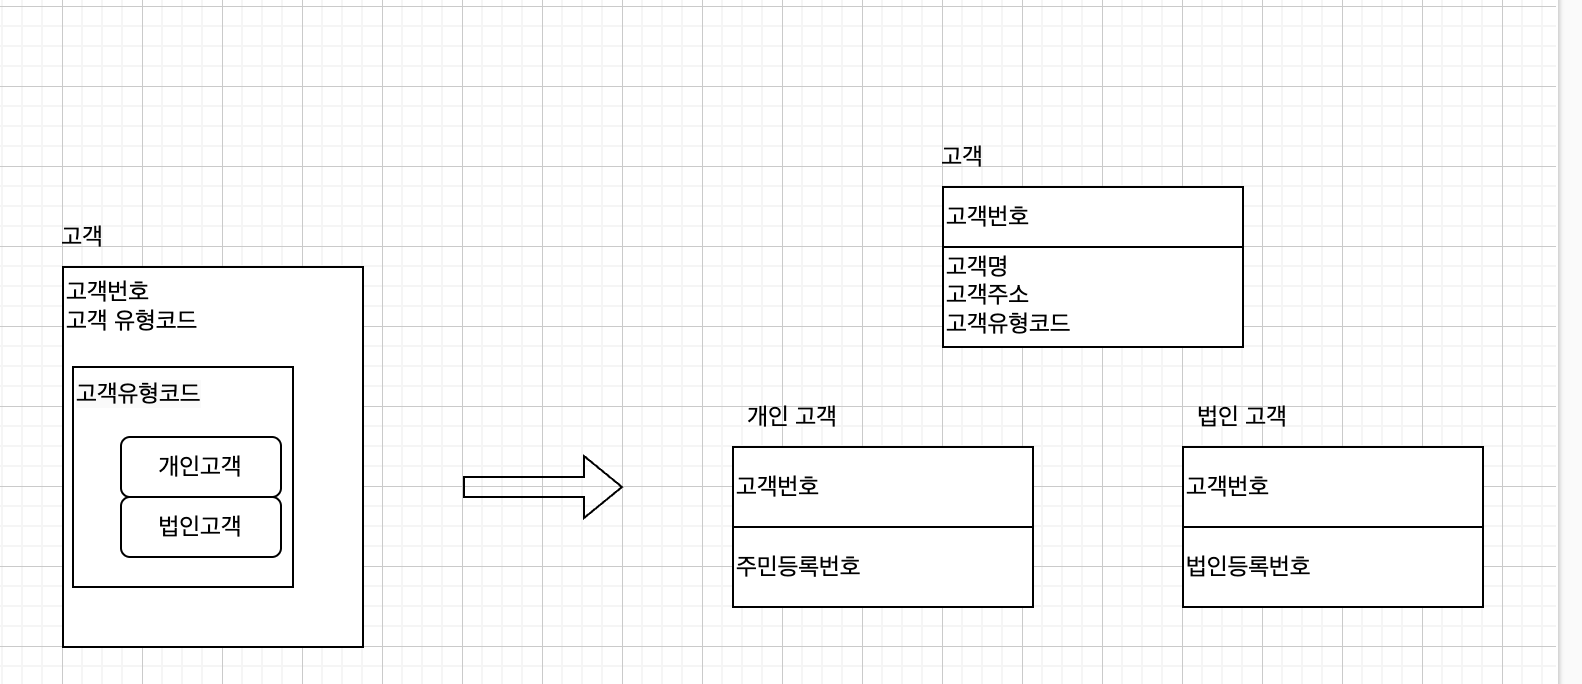 고객
고객번호
고객 유형코드
고객유형코드
개인고객
법인고객
고객
고객번호
고객명
고객주소
고객유형코드
개인 고객
고객번호
주민등록번호
법인 고객
고객번호
법인등록번호